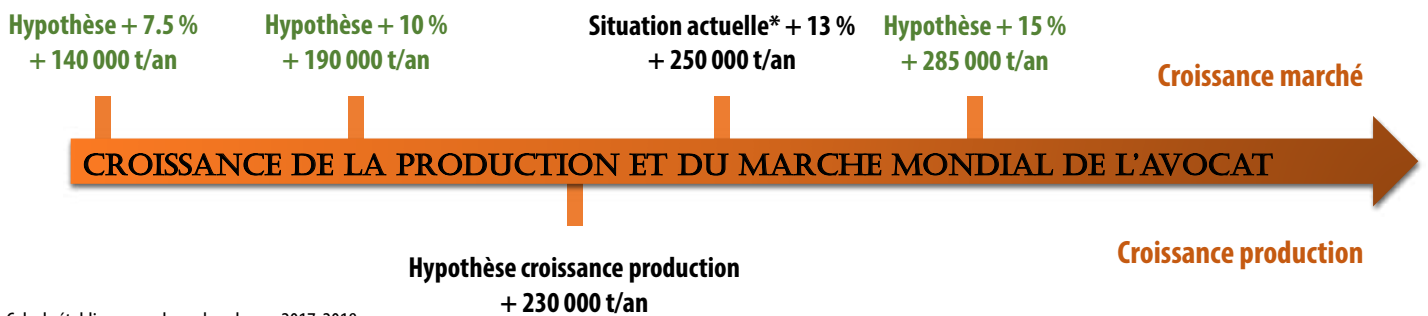 Hypothèse + 7.5 %
+ 140 000 t/an
Hypothèse + 10 %
+ 190 000 t/an
Situation actuelle* + 13 %
+ 250 000 t/an
Hypothèse + 15 %
+ 285 000 t/an
Croissance marché
CROISSANCE DE LA PRODUCTION ET DU MARCHE MONDIAL DE L'AVOCAT
Croissance production
Hypothèse croissance production
+ 230 000 t/an